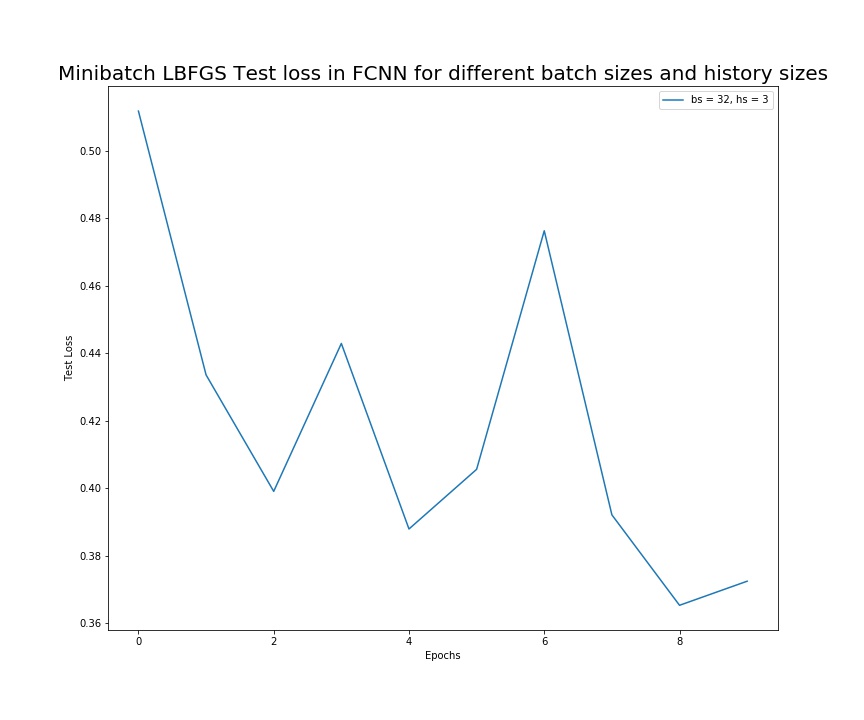 Minibatch LBFGS Test loss in FCNN for different batch sizes and history sizes
bs = 32, hs = 3
0.50
0.48
0.46
0.44
0.42
0.40
0.38
0.36
Test Loss
0 2 4 6 8
Epochs